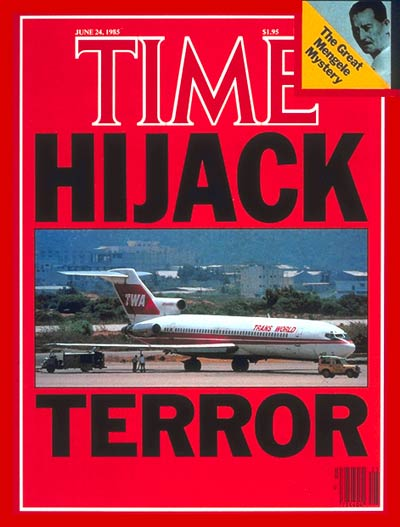 JUNE 24, 1985
$1.95
TIME
The Great
Mengele
Mystery
HIJACK
TWA
TRANS WORLD
TERROR